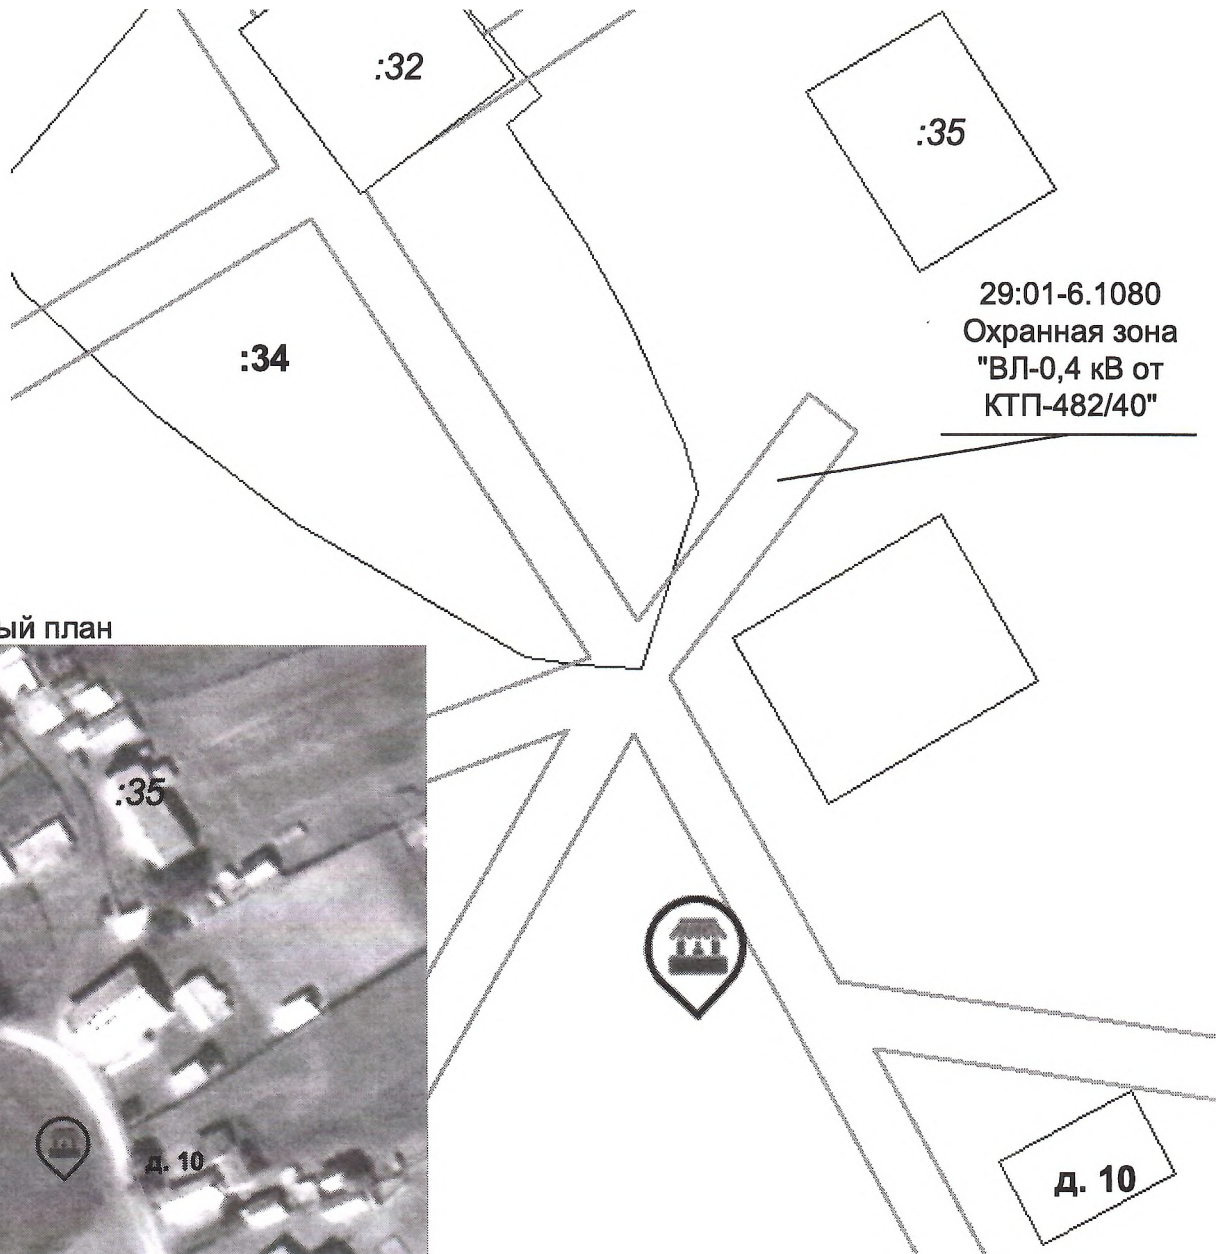 :32
:35
29:01-6.1080
Охранная зона
"ВЛ-0,4 кВ от
КТП-482/40"
:34
ый план
:35
д. 10
д. 10